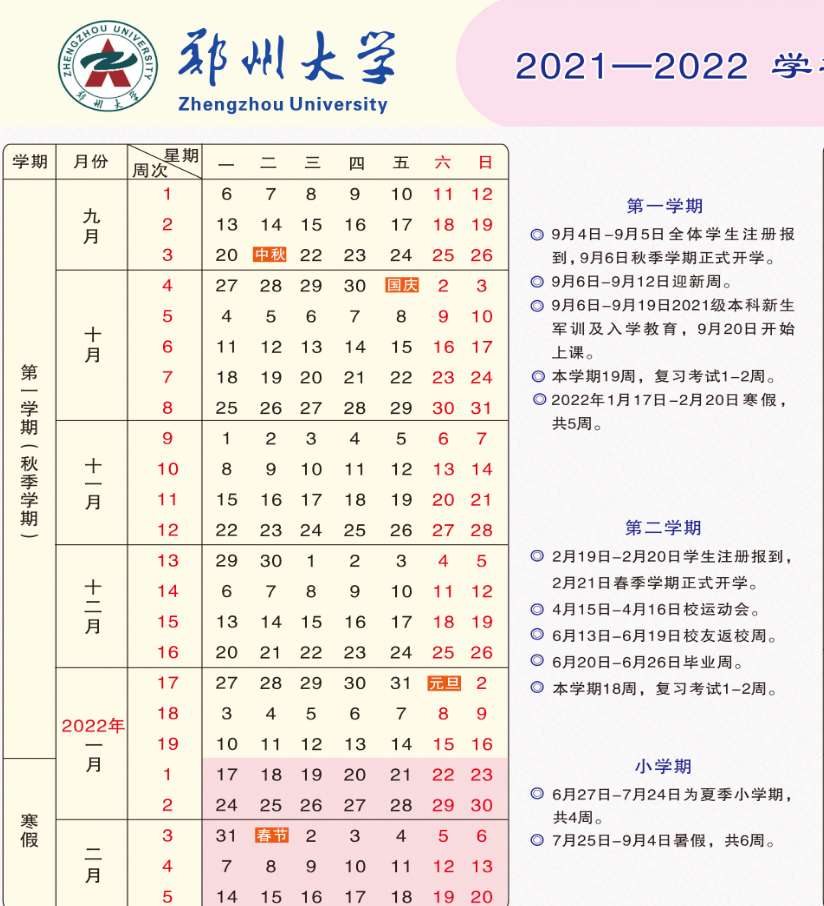 ZHENGZHOU UNIVERSITY
郑州大学
郑州大学
Zhengzhou University
2021—2022 学
学期 月份 星期 周次 一 二 三 四 五 六 日
第一学期(秋季学期)
九月
1 6 7 8 9 10 11 12
2 13 14 15 16 17 18 19
3 20 中秋 22 23 24 25 26
十月
4 27 28 29 30 国庆 2 3
5 4 5 6 7 8 9 10
6 11 12 13 14 15 16 17
7 18 19 20 21 22 23 24
8 25 26 27 28 29 30 31
十一月
9 1 2 3 4 5 6 7
10 8 9 10 11 12 13 14
11 15 16 17 18 19 20 21
12 22 23 24 25 26 27 28
十二月
13 29 30 1 2 3 4 5
14 6 7 8 9 10 11 12
15 13 14 15 16 17 18 19
16 20 21 22 23 24 25 26
2022年一月
17 27 28 29 30 31 元旦 2
18 3 4 5 6 7 8 9
19 10 11 12 13 14 15 16
寒假
1 17 18 19 20 21 22 23
2 24 25 26 27 28 29 30
二月
3 31 春节 2 3 4 5 6
4 7 8 9 10 11 12 13
5 14 15 16 17 18 19 20
第一学期
◎ 9月4日-9月5日全体学生注册报
到,9月6日秋季学期正式开学。
◎ 9月6日-9月12日迎新周。
◎ 9月6日-9月19日2021级本科新生
军训及入学教育，9月20日开始
上课。
◎ 本学期19周，复习考试1-2周。
◎ 2022年1月17日-2月20日寒假，
共5周。
第二学期
◎ 2月19日-2月20日学生注册报到，
2月21日春季学期正式开学。
◎ 4月15日-4月16日校运动会。
◎ 6月13日-6月19日校友返校周。
◎ 6月20日-6月26日毕业周。
◎ 本学期18周，复习考试1-2周。
小学期
◎ 6月27日-7月24日为夏季小学期，
共4周。
◎ 7月25日-9月4日暑假，共6周。